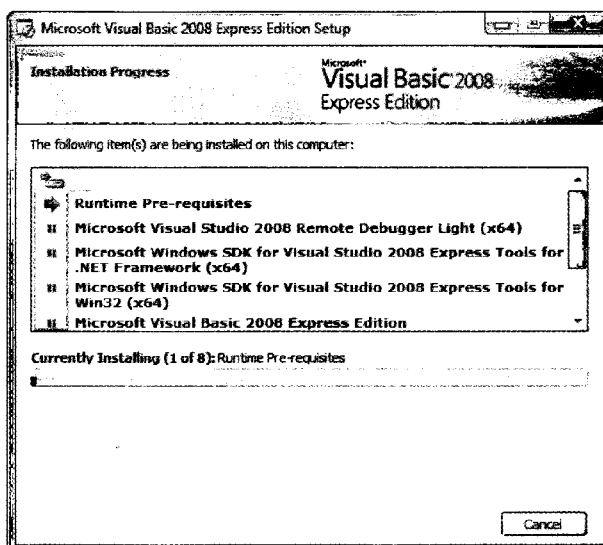 Microsoft Visual Basic 2008 Express Edition Setup
Installation Progress
Microsoft
Visual Basic 2008
Express Edition
The following item(s) are being installed on this computer:
Runtime Pre-requisites
Microsoft Visual Studio 2008 Remote Debugger Light (x64)
Microsoft Windows SDK for Visual Studio 2008 Express Tools for
.NET Framework (x64)
Microsoft Windows SDK for Visual Studio 2008 Express Tools for
Win32 (x64)
Microsoft Visual Basic 2008 Express Edition
Currently Installing (1 of 8): Runtime Pre-requisites
Cancel